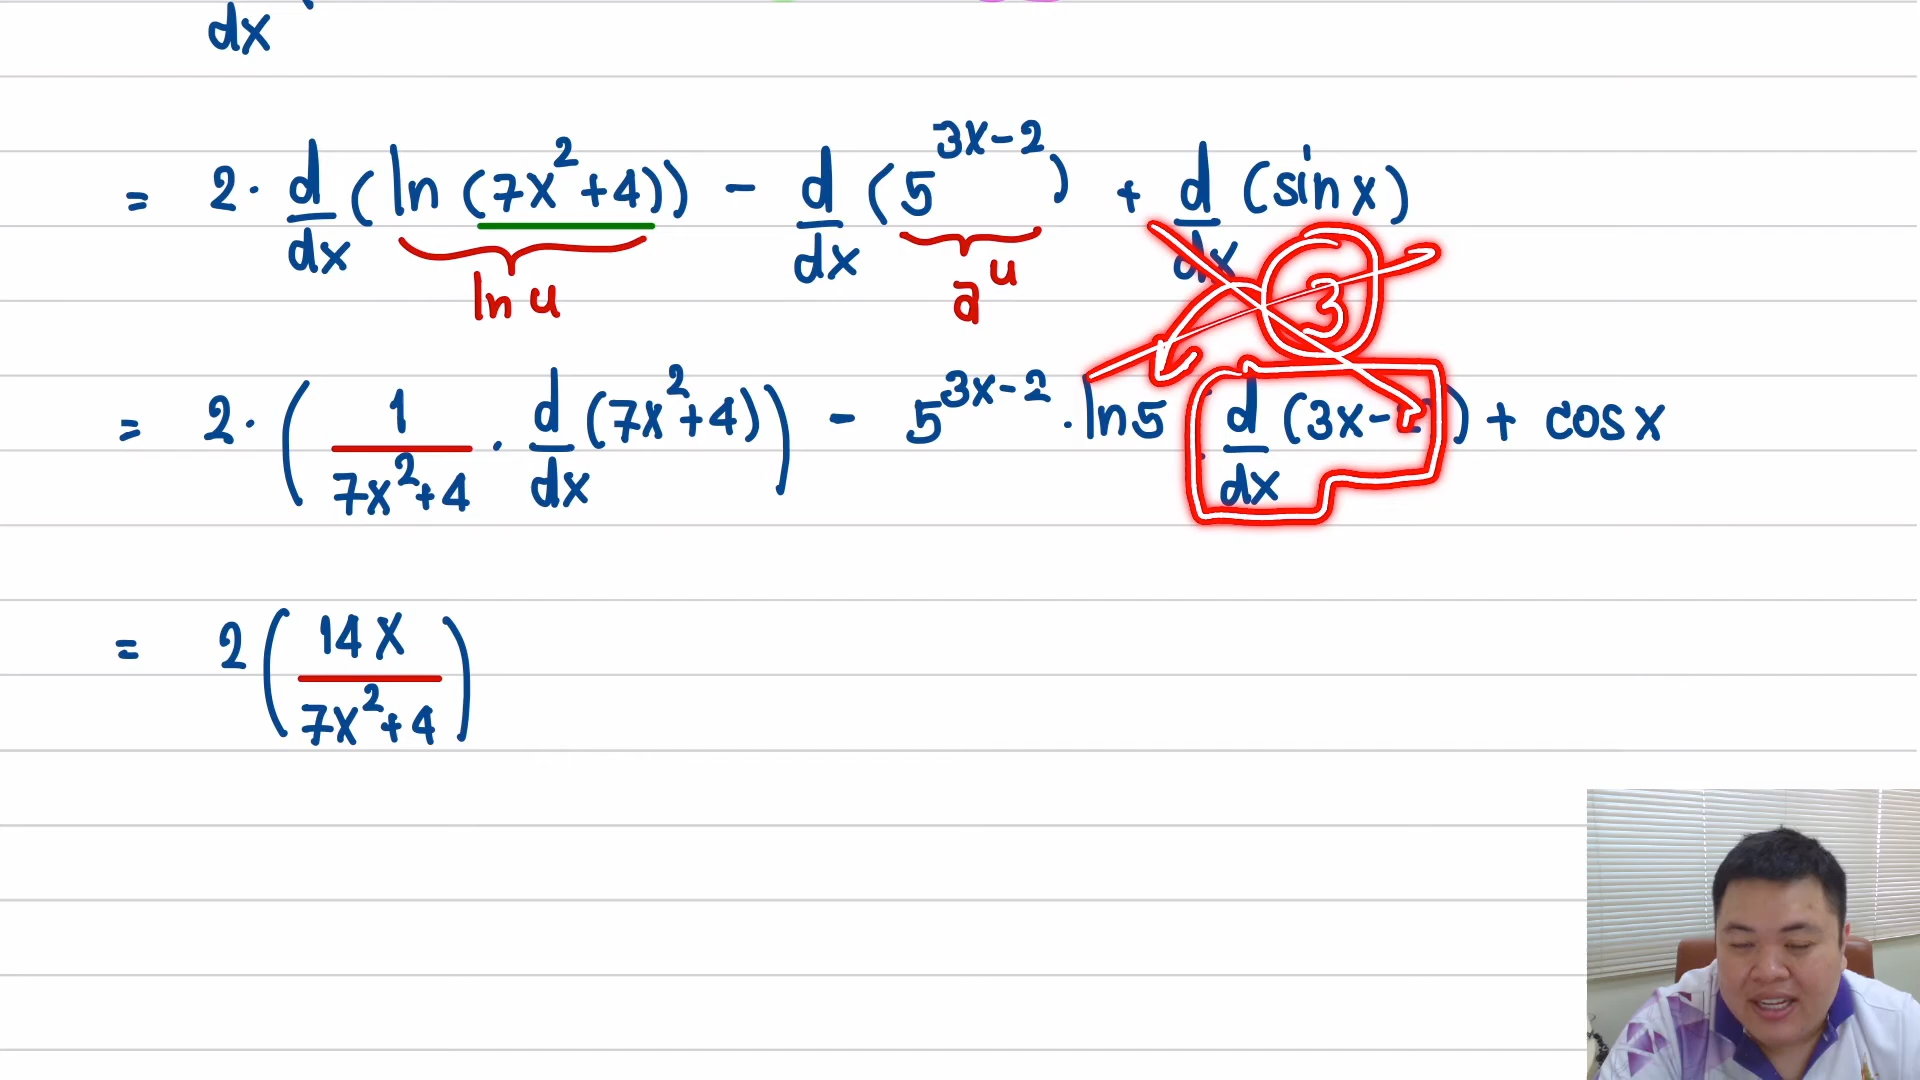 dx
= 2 · d/dx (ln (7x²+4)) − d/dx (5^(3x−2)) + d/dx (sin x)
ln u a^u 3
= 2 · (1/(7x²+4) · d/dx (7x²+4)) − 5^(3x−2) · ln5 · d/dx (3x− ) + cos x
= 2 (14x/(7x²+4))